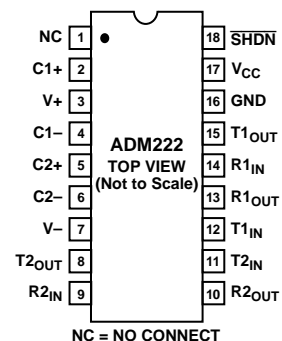 NC 1 18 SHDN
C1+ 2 17 VCC
V+ 3 16 GND
C1– 4 15 T1OUT
ADM222
C2+ 5 TOP VIEW 14 R1IN
(Not to Scale)
C2– 6 13 R1OUT
V– 7 12 T1IN
T2OUT 8 11 T2IN
R2IN 9 10 R2OUT
NC = NO CONNECT